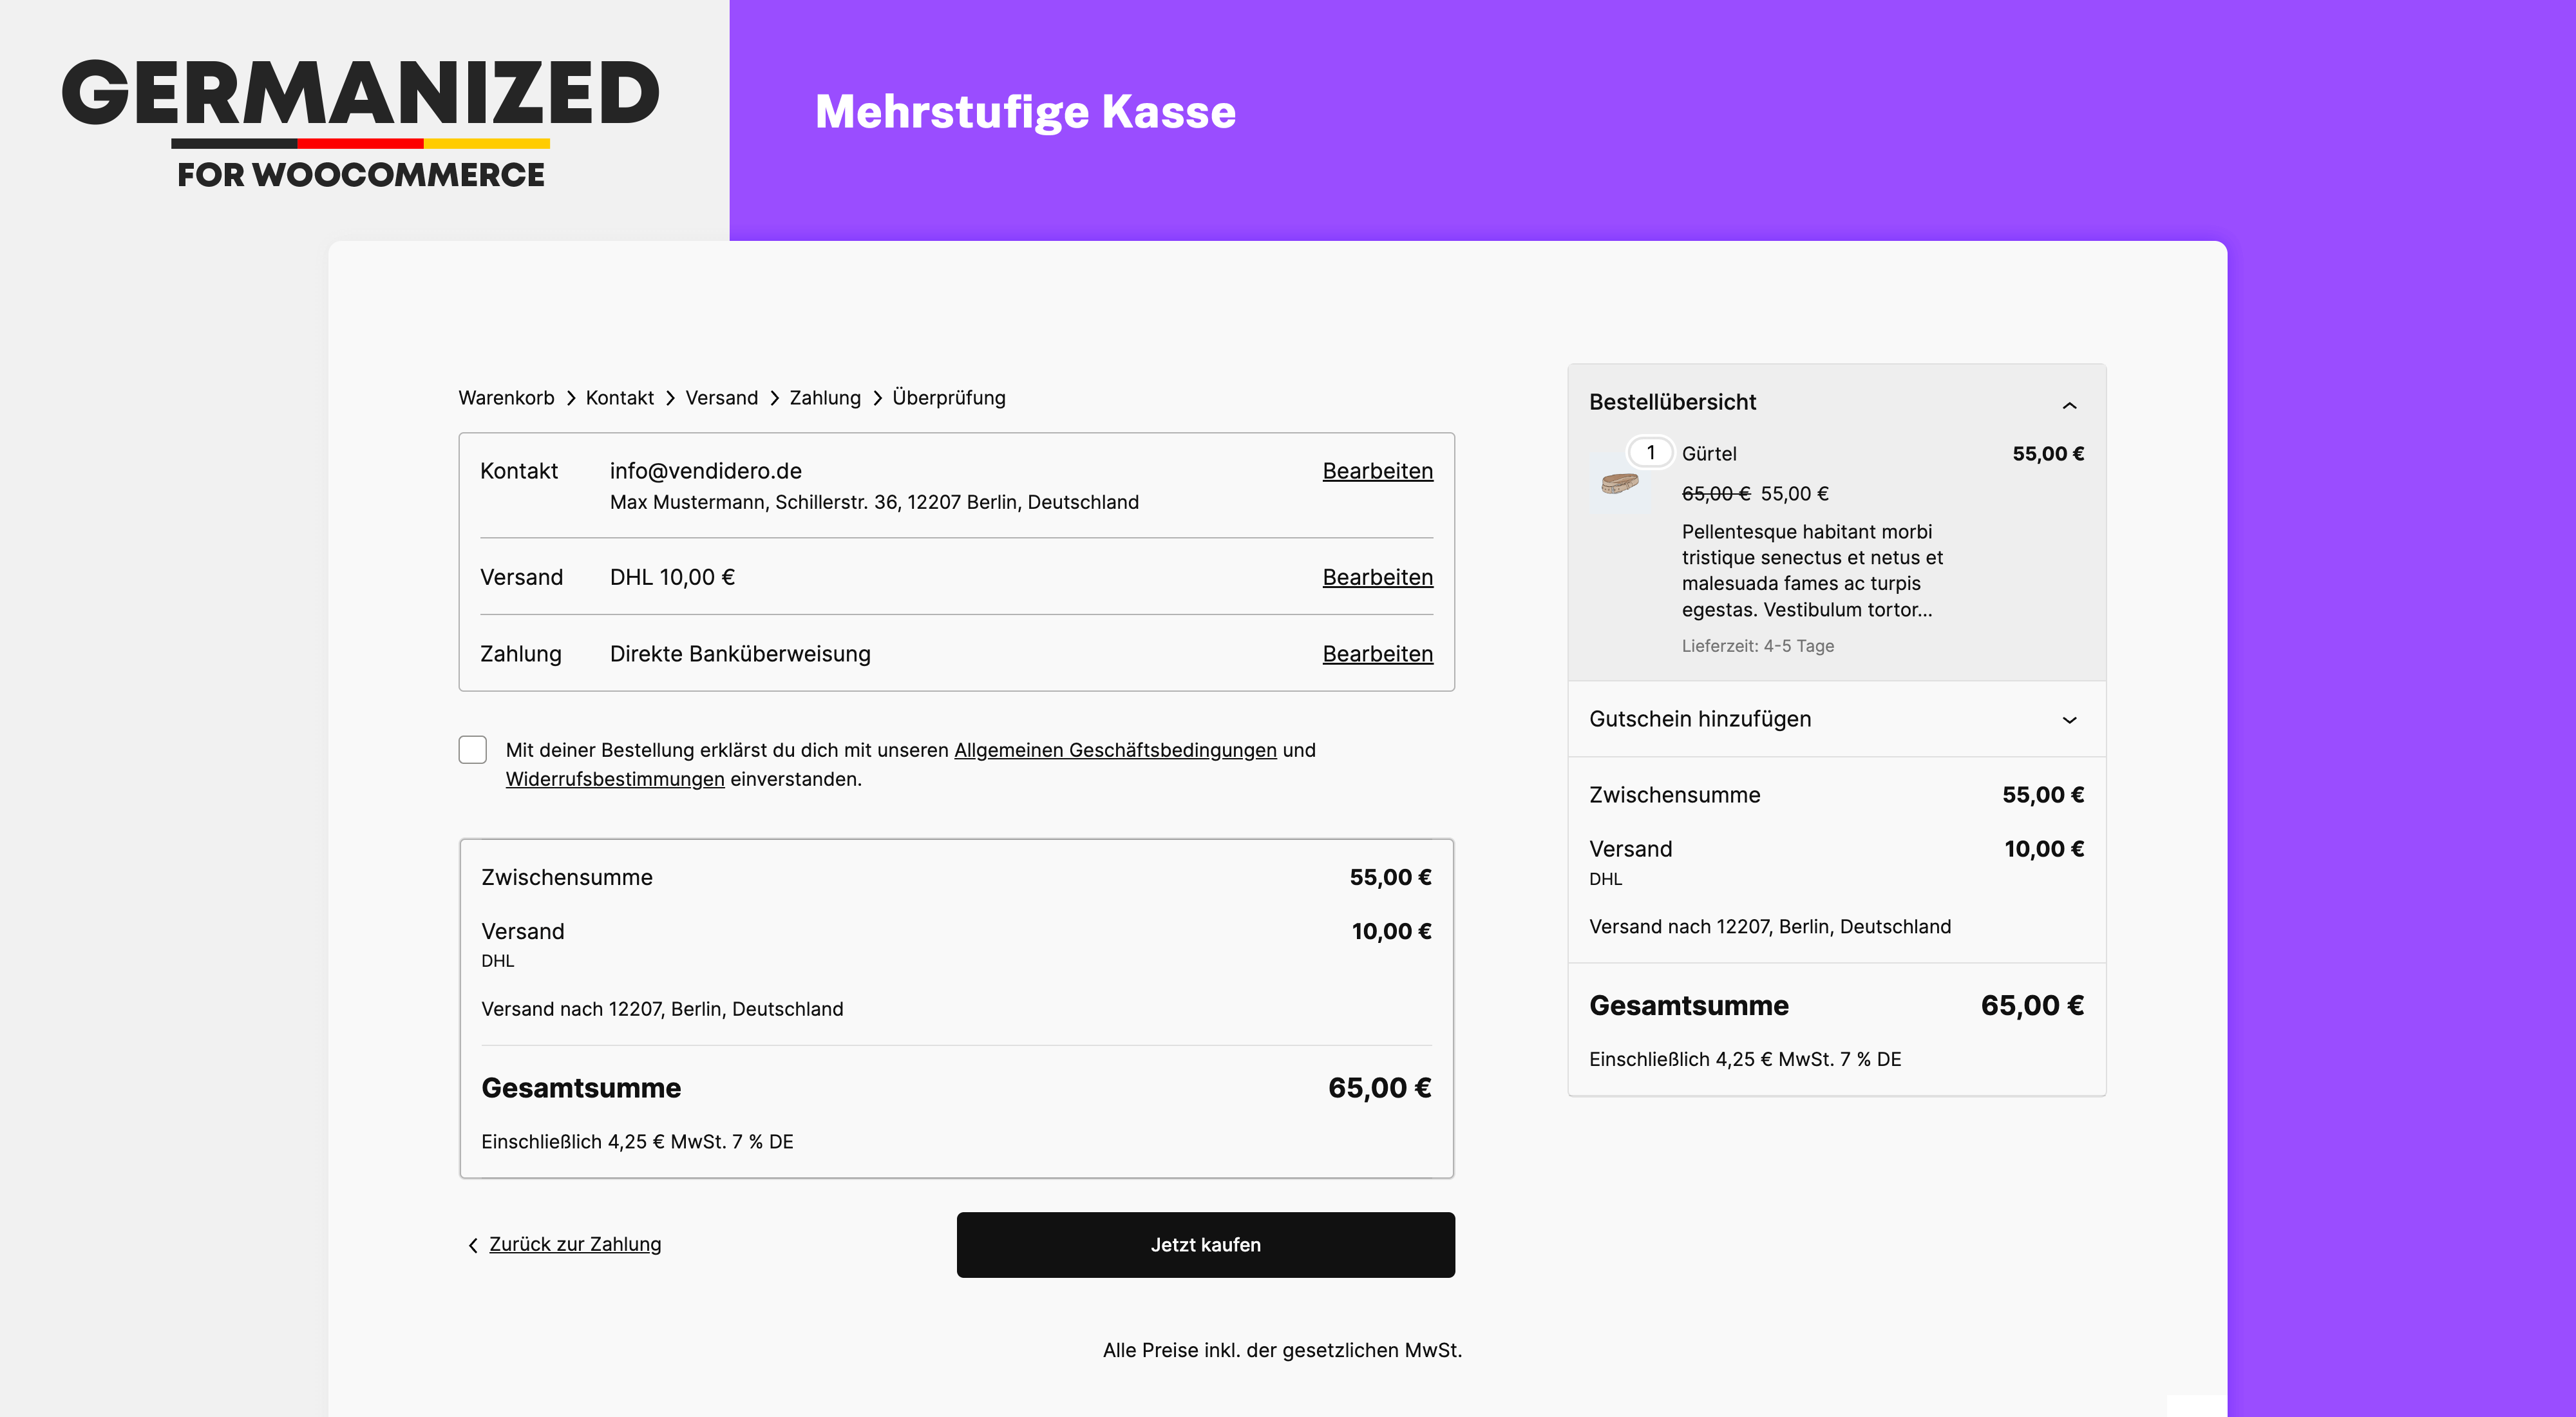 GERMANIZED
FOR WOOCOMMERCE
Mehrstufige Kasse
Warenkorb > Kontakt > Versand > Zahlung > Überprüfung
Kontakt info@vendidero.de Bearbeiten
Max Mustermann, Schillerstr. 36, 12207 Berlin, Deutschland
Versand DHL 10,00 € Bearbeiten
Zahlung Direkte Banküberweisung Bearbeiten
Mit deiner Bestellung erklärst du dich mit unseren Allgemeinen Geschäftsbedingungen und
Widerrufsbestimmungen einverstanden.
Zwischensumme 55,00 €
Versand 10,00 €
DHL
Versand nach 12207, Berlin, Deutschland
Gesamtsumme 65,00 €
Einschließlich 4,25 € MwSt. 7 % DE
Zurück zur Zahlung
Jetzt kaufen
Alle Preise inkl. der gesetzlichen MwSt.
Bestellübersicht
1 Gürtel 55,00 €
65,00 € 55,00 €
Pellentesque habitant morbi
tristique senectus et netus et
malesuada fames ac turpis
egestas. Vestibulum tortor...
Lieferzeit: 4-5 Tage
Gutschein hinzufügen
Zwischensumme 55,00 €
Versand 10,00 €
DHL
Versand nach 12207, Berlin, Deutschland
Gesamtsumme 65,00 €
Einschließlich 4,25 € MwSt. 7 % DE